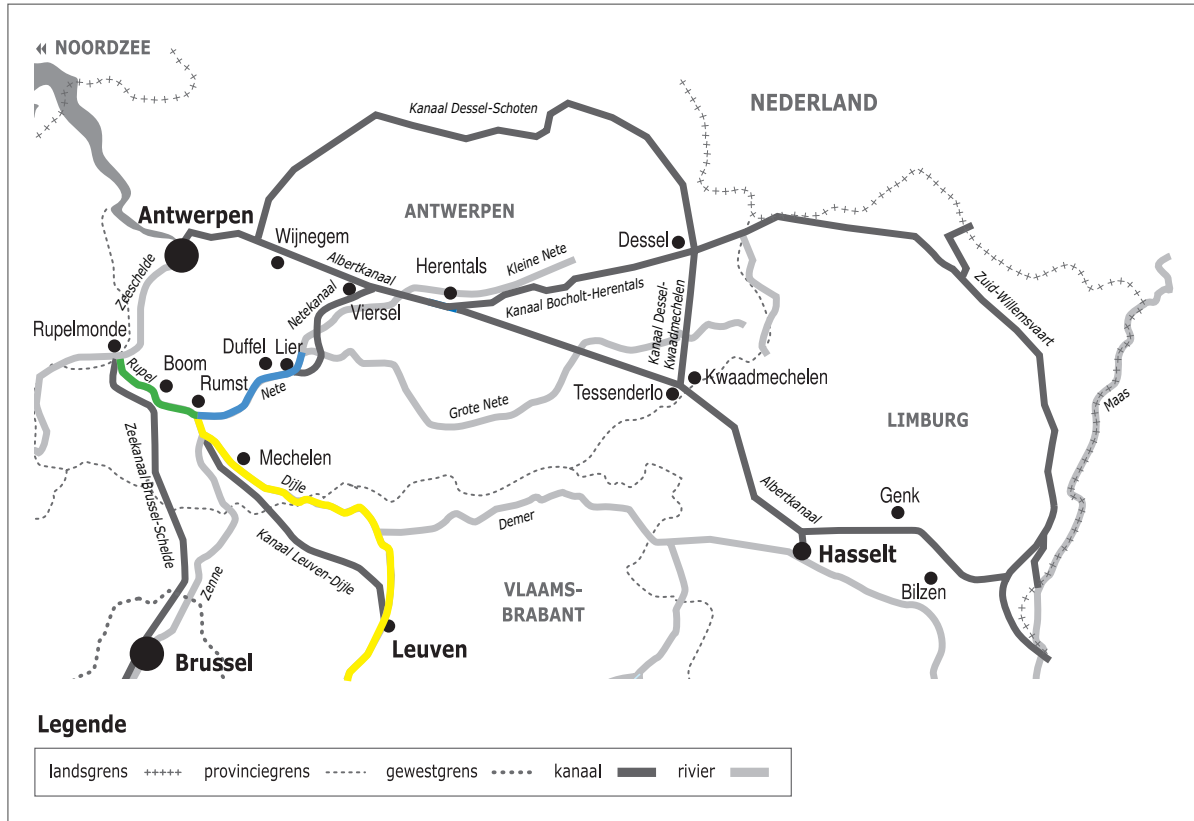 NOORDZEE
Kanaal Dessel-Schoten
NEDERLAND
Antwerpen
ANTWERPEN
Wijnegem
Dessel
Zeeschelde
Albertkanaal
Herentals
Kleine Nete
Netekanaal
Viersel
Kanaal Bocholt-Herentals
Kanaal Dessel-
Kwaadmechelen
Zuid-Willemsvaart
Rupelmonde
Rupel
Boom
Duffel
Lier
Rumst
Nete
Grote Nete
Tessenderlo
Kwaadmechelen
Maas
LIMBURG
Zeekanaal Brussel-Schelde
Mechelen
Dijle
Demer
Albertkanaal
Genk
Kanaal Leuven-Dijle
Hasselt
Zenne
VLAAMS-
BRABANT
Bilzen
Brussel
Leuven
Legende
landsgrens
provinciegrens
gewestgrens
kanaal
rivier